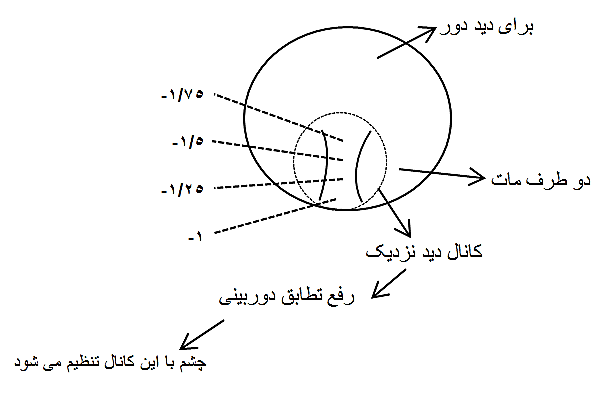 برای دید دور
-۱/۷۵
-۱/۵
-۱/۲۵
-۱
دو طرف مات
کانال دید نزدیک
رفع تطابق دوربینی
چشم با این کانال تنظیم می شود